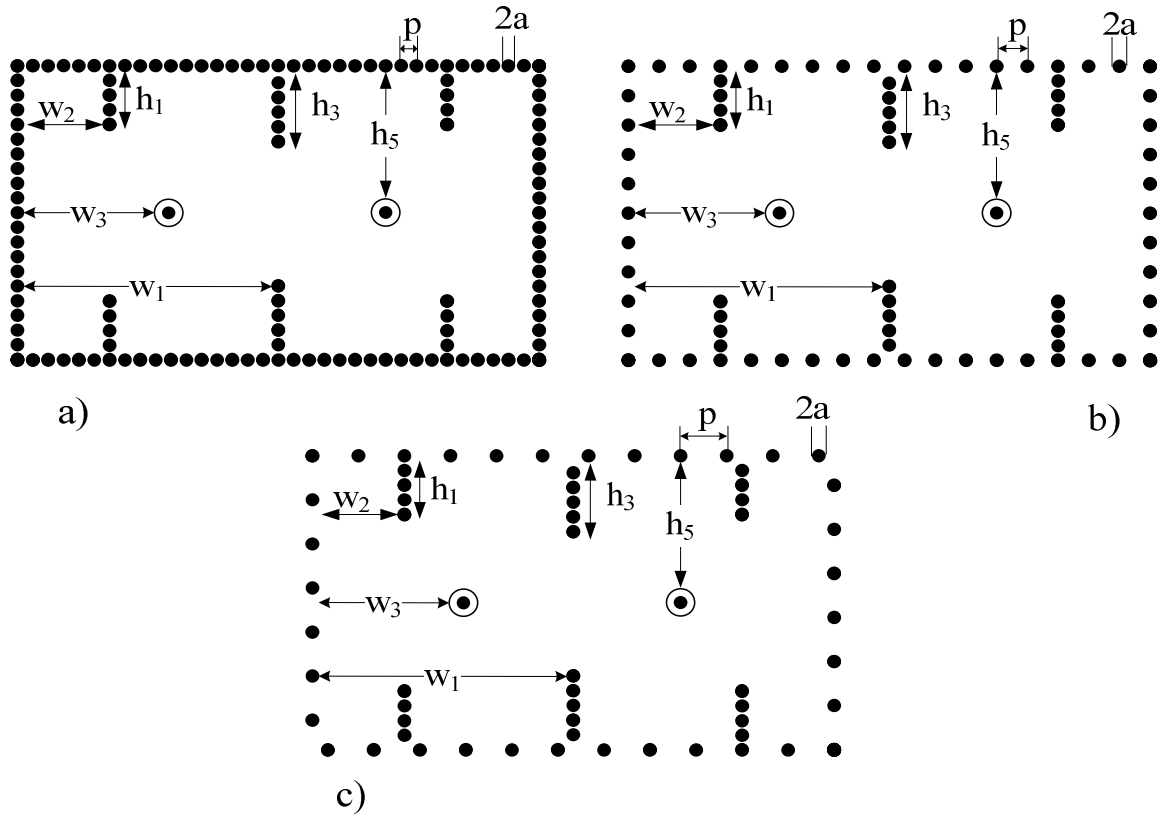 p 2a
h₁ h₃
w₂ h₅
w₃
w₁
a)
p 2a
h₁ h₃
w₂ h₅
w₃
w₁
b)
p 2a
h₁ h₃
w₂ h₅
w₃
w₁
c)